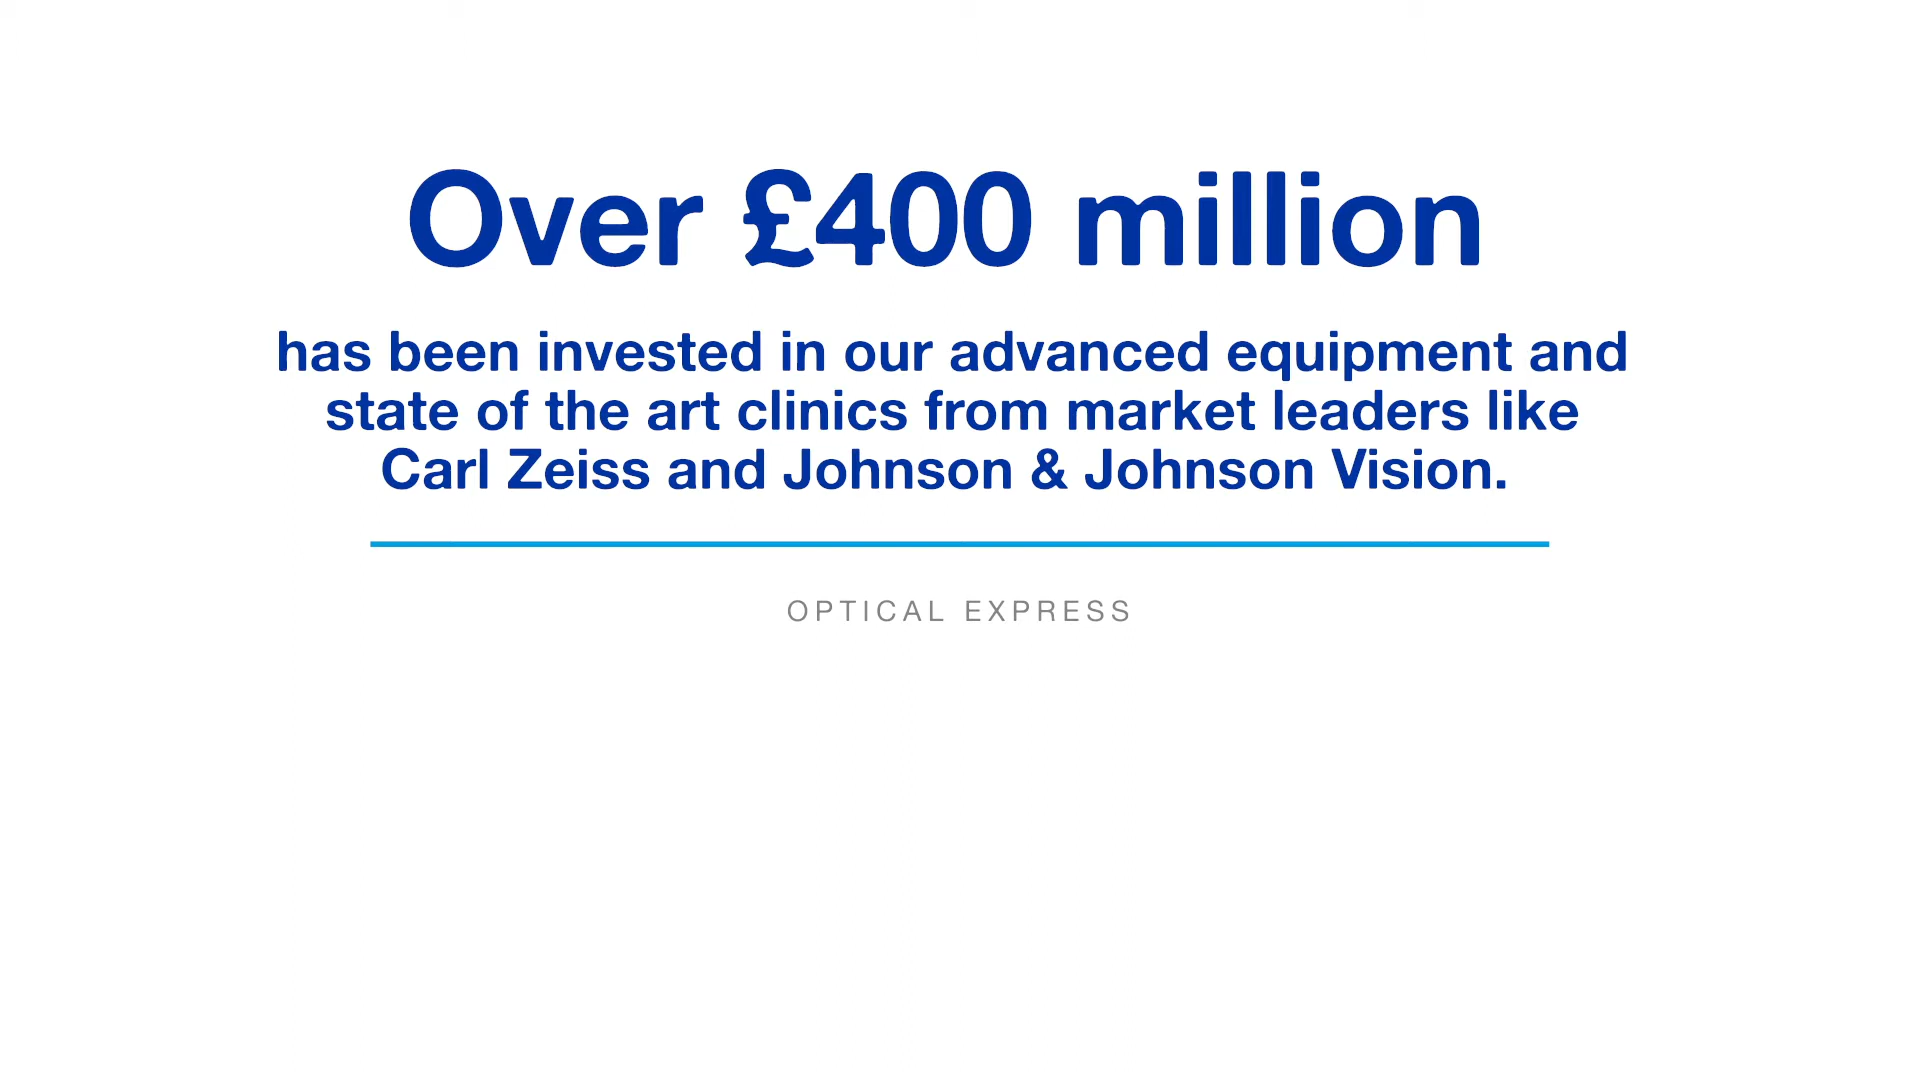 Over £400 million
has been invested in our advanced equipment and
state of the art clinics from market leaders like
Carl Zeiss and Johnson & Johnson Vision.
OPTICAL EXPRESS